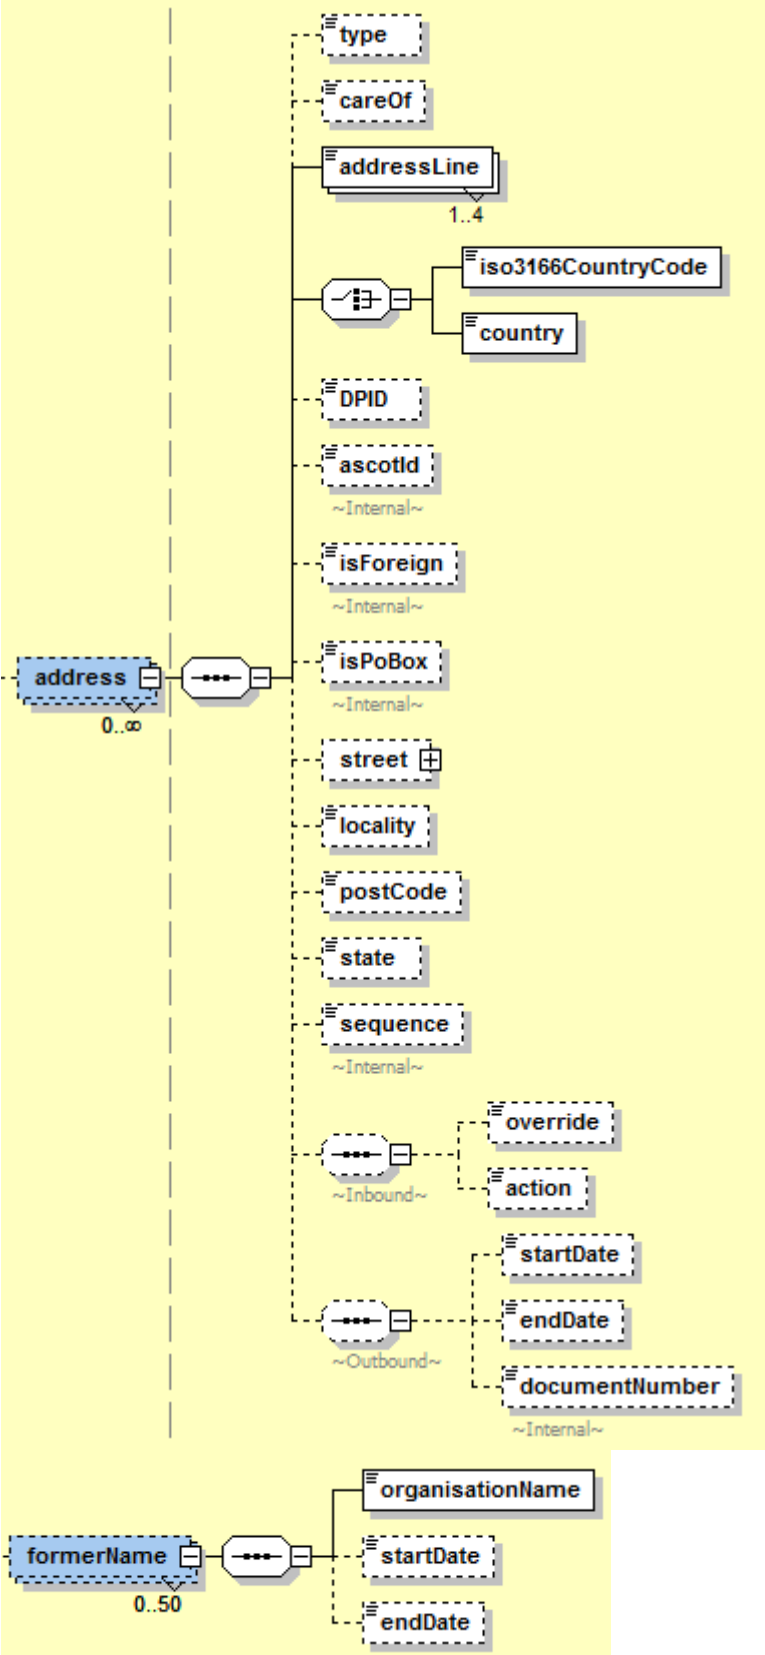 type
careOf
addressLine
1..4
iso3166CountryCode
country
DPID
ascotId
~Internal~
isForeign
~Internal~
isPoBox
~Internal~
address
0..∞
street
locality
postCode
state
sequence
~Internal~
override
action
~Inbound~
startDate
endDate
~Outbound~
documentNumber
~Internal~
organisationName
formerName
0..50
startDate
endDate